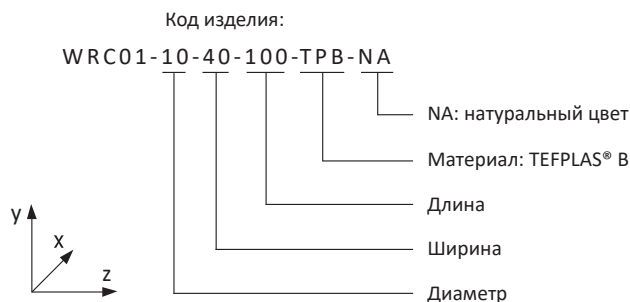 Код изделия:
WRC01-10-40-100-TPB-NA
NA: натуральный цвет
Материал: TEFPLAS® B
Длина
Ширина
Диаметр
y
x
z